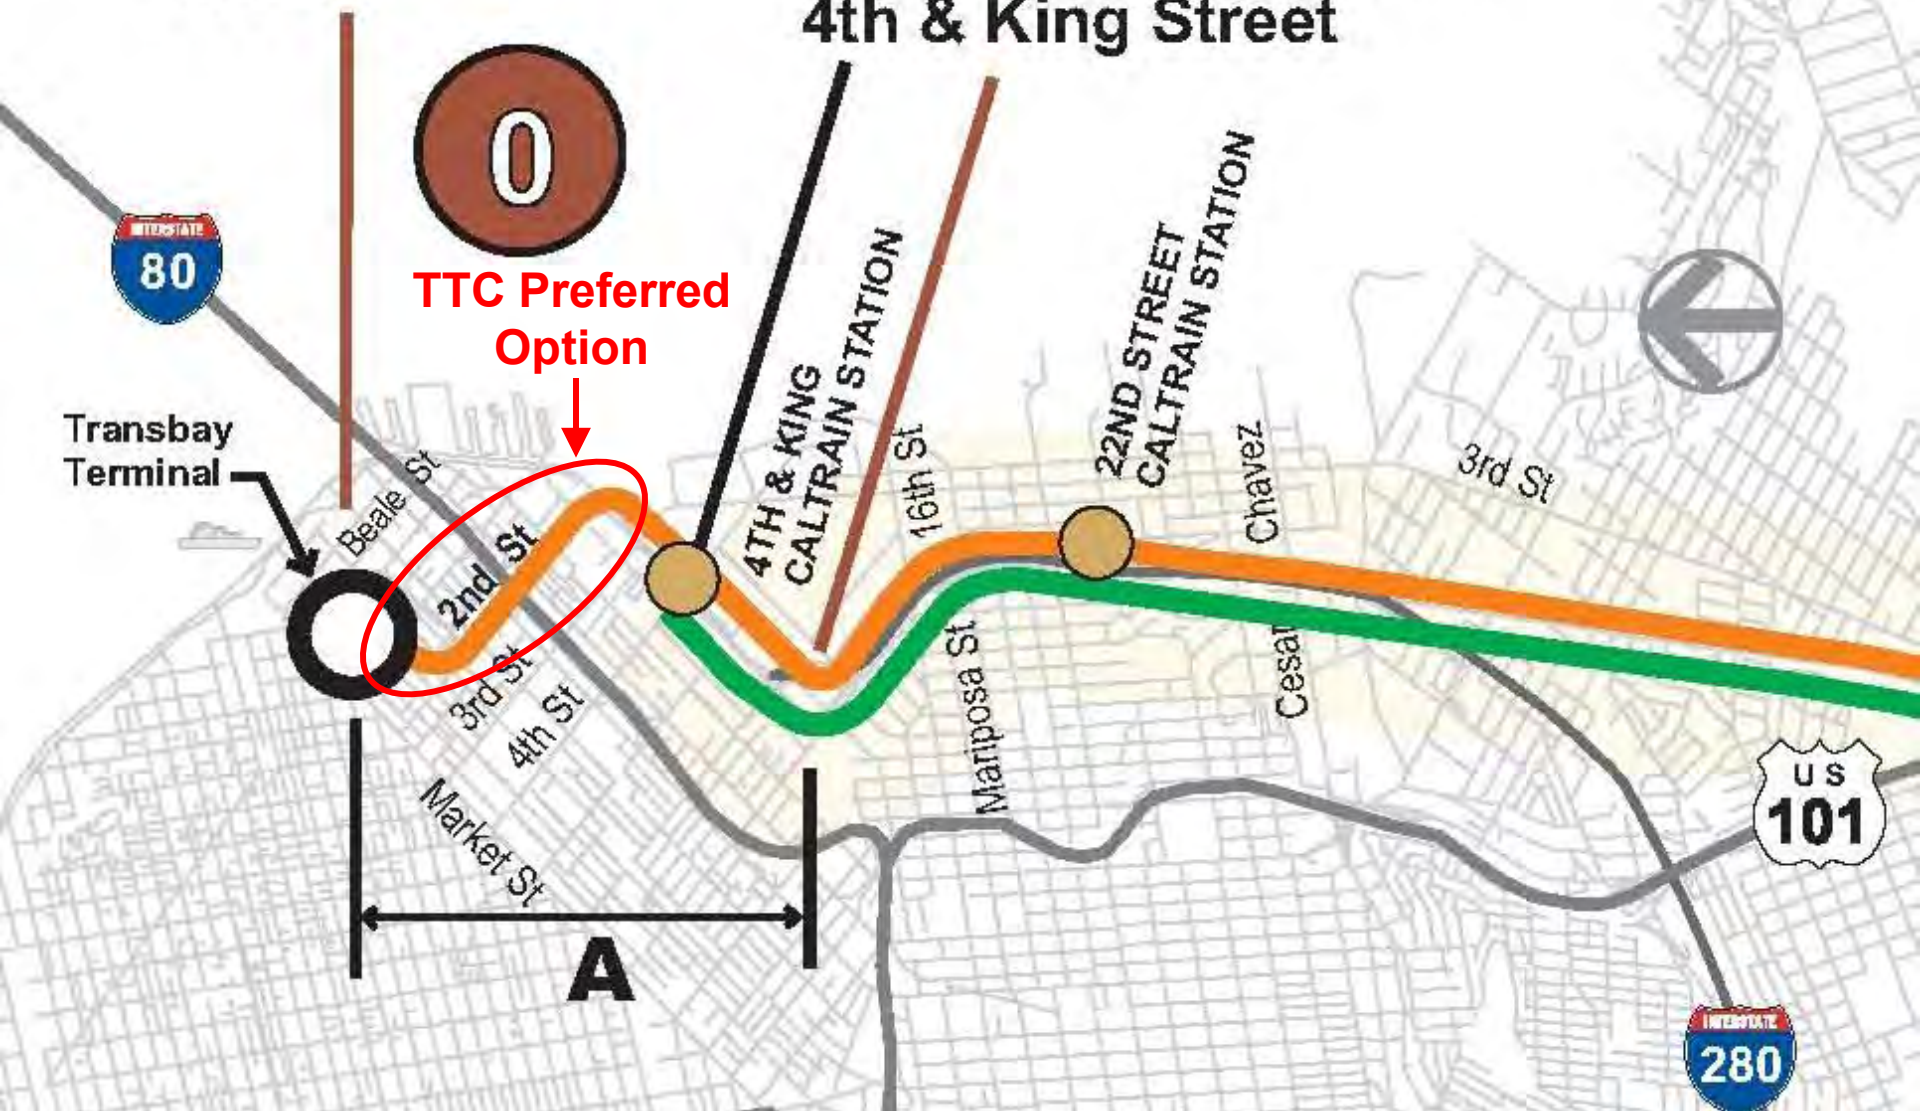 4th & King Street
0
INTERSTATE
80
TTC Preferred
Option
Transbay
Terminal
Beale St
2nd St
3rd St
4th St
Market St
4TH & KING
CALTRAIN STATION
16th St
22ND STREET
CALTRAIN STATION
Chavez
3rd St
Mariposa St
Cesar
U S
101
A
INTERSTATE
280